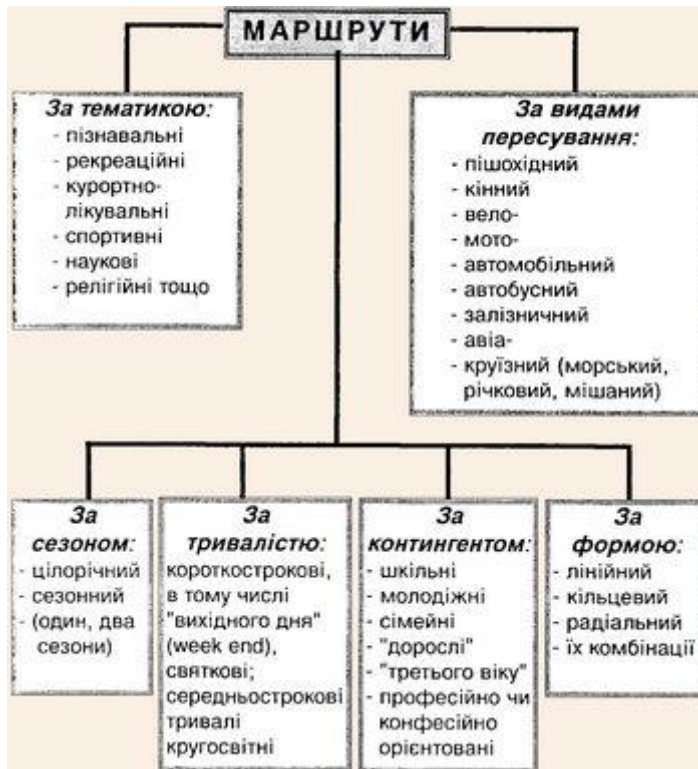 МАРШРУТИ
За тематикою:
- пізнавальні
- рекреаційні
- курортно-
лікувальні
- спортивні
- наукові
- релігійні тощо
За видами
пересування:
- пішохідний
- кінний
- вело-
- мото-
- автомобільний
- автобусний
- залізничний
- авіа-
- круїзний (морський,
річковий, мішаний)
За
сезоном:
- цілорічний
- сезонний
- (один, два
сезони)
За
тривалістю:
короткострокові,
в тому числі
"вихідного дня"
(week end),
святкові;
середньострокові
тривалі
кругосвітні
За
контингентом:
- шкільні
- молодіжні
- сімейні
- "дорослі"
- "третього віку"
- професійно чи
конфесійно
орієнтовані
За
формою:
- лінійний
- кільцевий
- радіальний
- їх комбінації